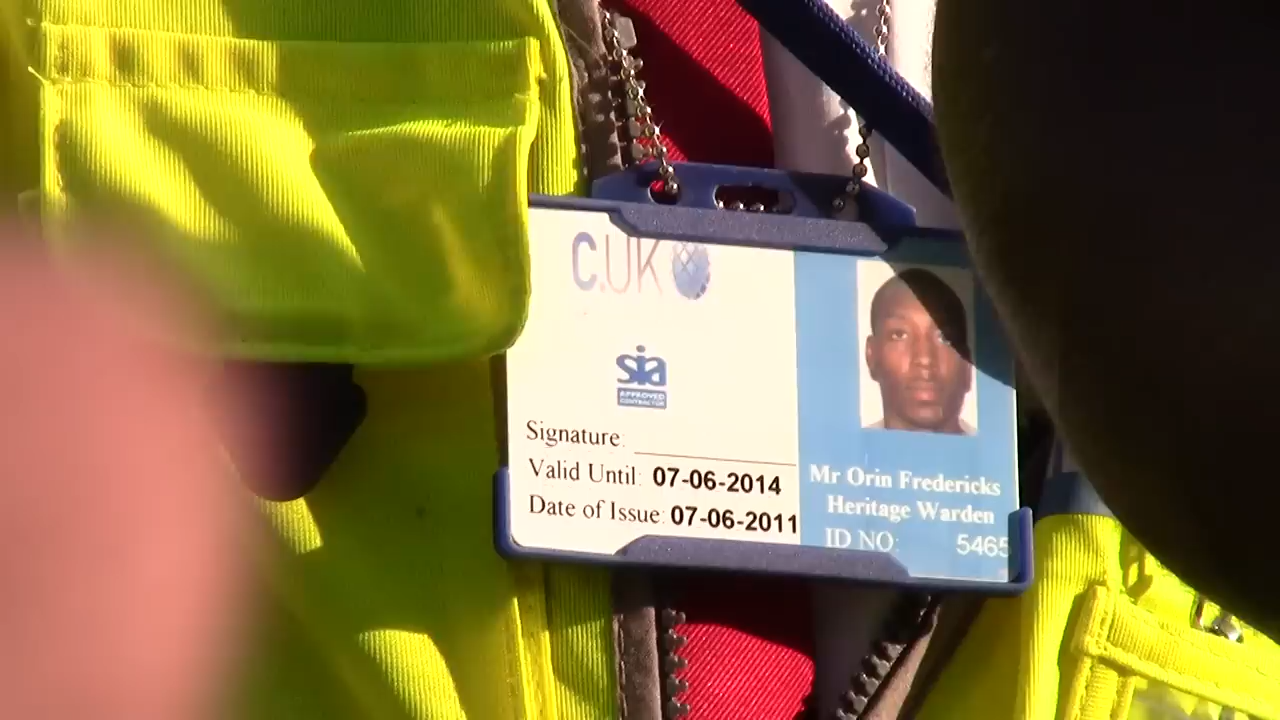 C.UK
sia
APPROVED
CONTRACTOR
Signature:
Valid Until: 07-06-2014
Date of Issue: 07-06-2011
Mr Orin Fredericks
Heritage Warden
ID NO: 5465